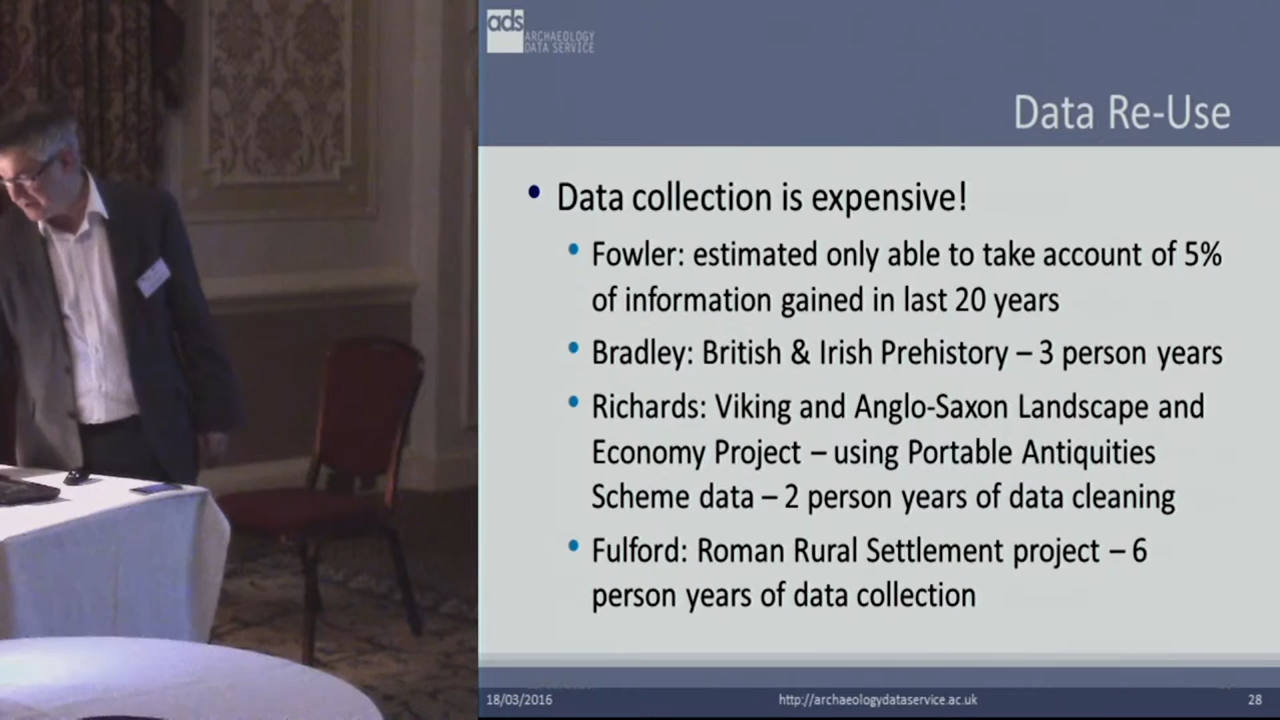 ads
ARCHAEOLOGY
DATA SERVICE
Data Re-Use
• Data collection is expensive!
• Fowler: estimated only able to take account of 5%
of information gained in last 20 years
• Bradley: British & Irish Prehistory – 3 person years
• Richards: Viking and Anglo-Saxon Landscape and
Economy Project – using Portable Antiquities
Scheme data – 2 person years of data cleaning
• Fulford: Roman Rural Settlement project – 6
person years of data collection
18/03/2016
http://archaeologydataservice.ac.uk
28